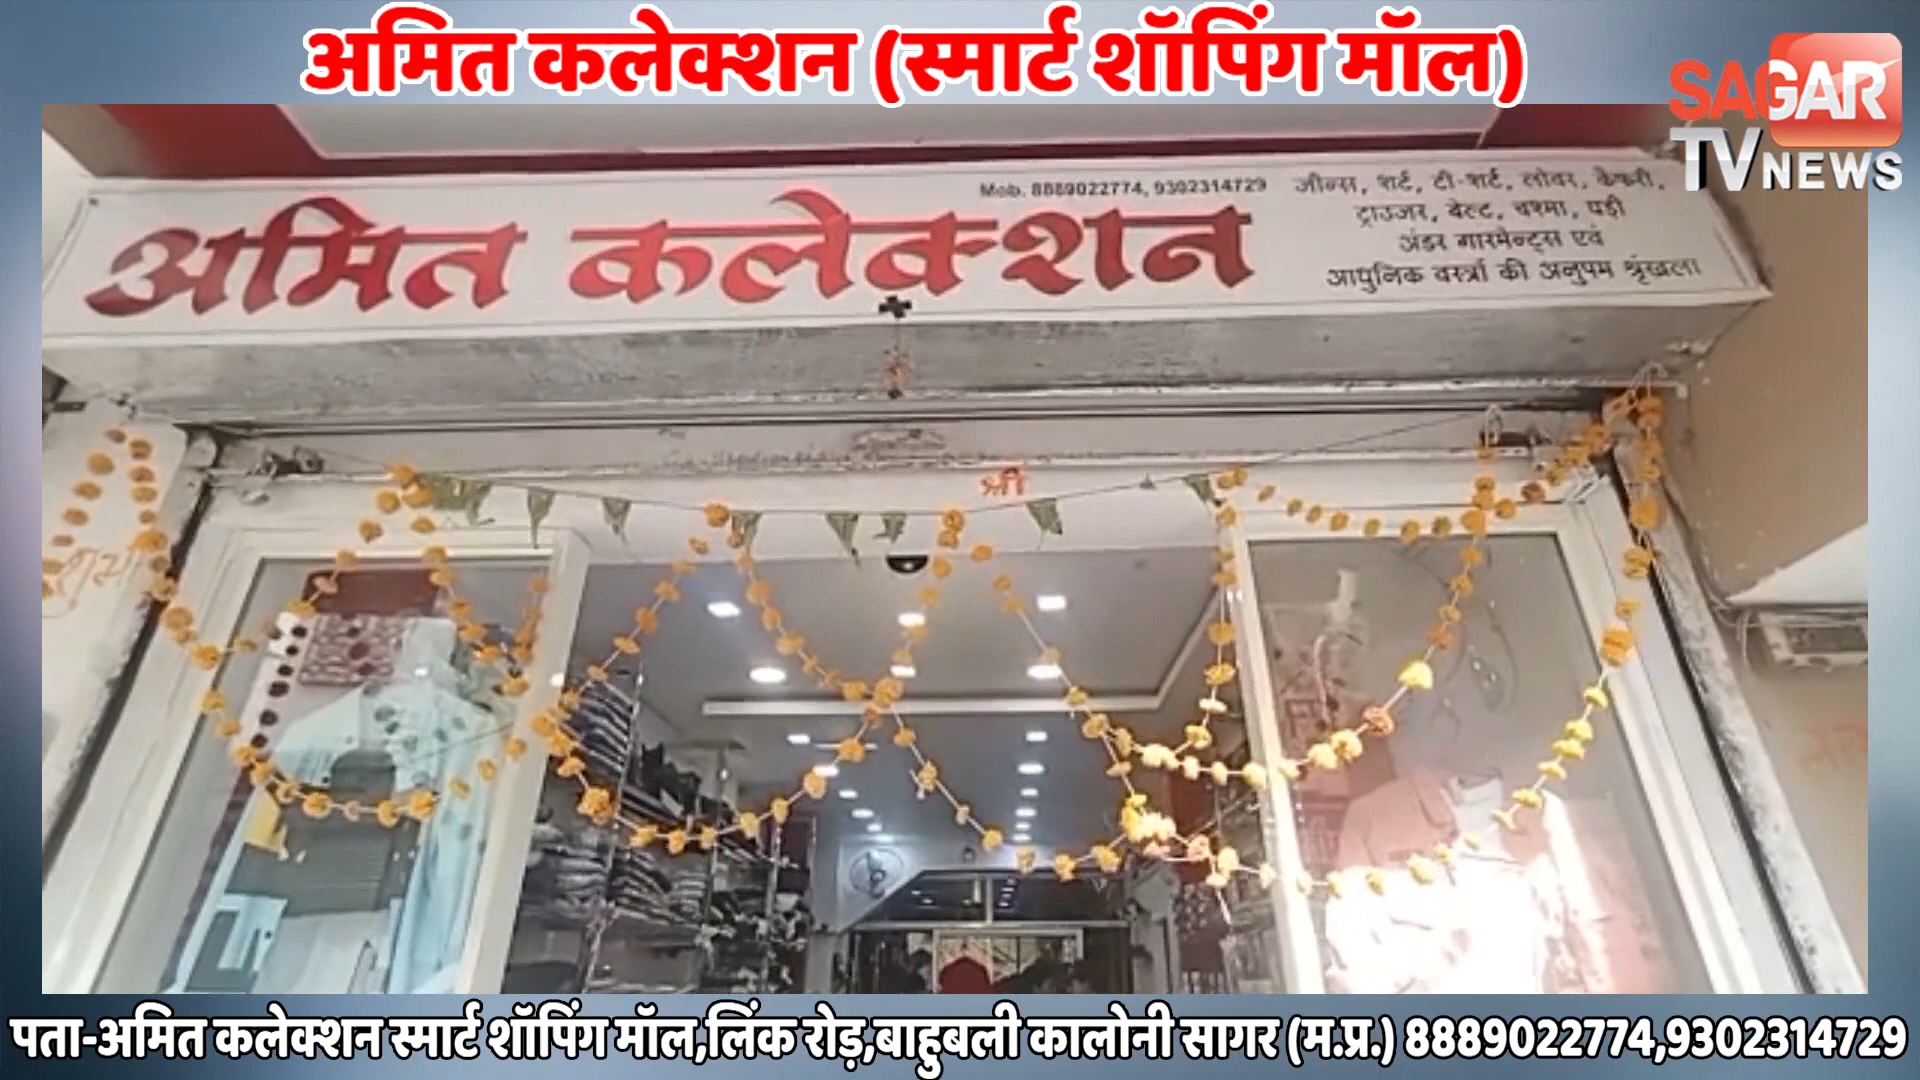 अमित कलेक्शन (स्मार्ट शॉपिंग मॉल)
SAGAR
TV NEWS
Mob. 8889022774, 9302314729
अमित कलेक्शन
जीन्स, शर्ट, टी-शर्ट, लोवर, केफरी,
ट्राउजर, बेल्ट, चश्मा, घड़ी
अंडर गारमेन्ट्स एवं
आधुनिक वस्त्रों की अनुपम श्रृंखला
श्री
पता-अमित कलेक्शन स्मार्ट शॉपिंग मॉल,लिंक रोड़,बाहुबली कालोनी सागर (म.प्र.) 8889022774,9302314729